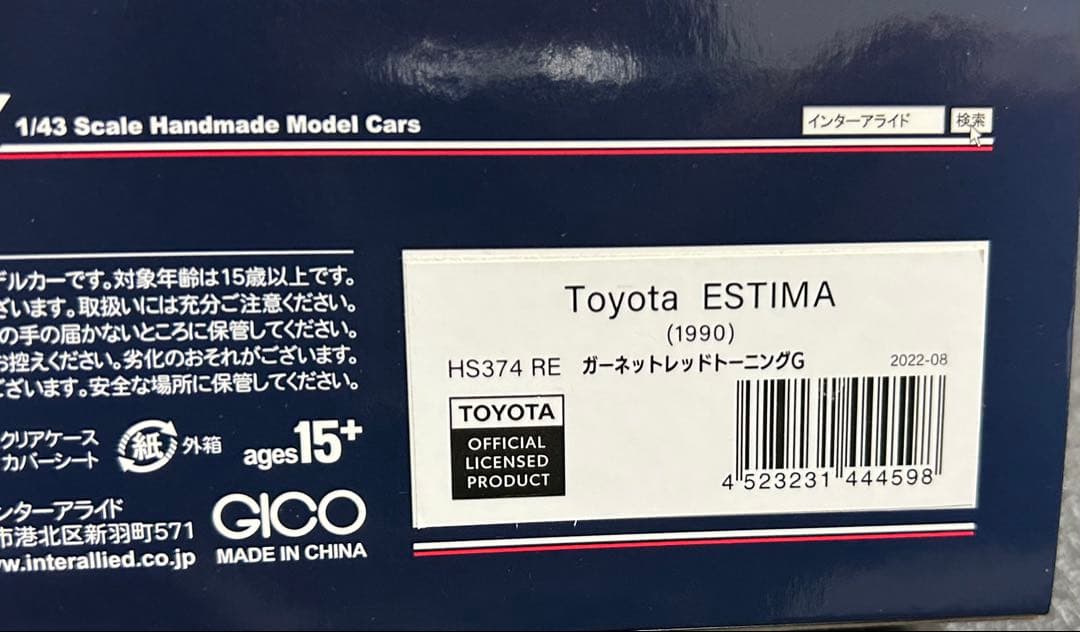 1/43 Scale Handmade Model Cars
インターアライド 検索
デルカーです。対象年齢は15歳以上です。
ざいます。取扱いには充分ご注意ください。
の手の届かないところに保管してください。
お控えください。劣化のおそれがございます。
ございます。安全な場所に保管してください。
クリアケース
カバーシート
紙 外箱
ages15+
ンターアライド
市港北区新羽町571
w.interallied.co.jp
GICO
MADE IN CHINA
Toyota ESTIMA
(1990)
HS374 RE ガーネットレッドトーニングG
2022-08
TOYOTA
OFFICIAL
LICENSED
PRODUCT
4 523231 444598